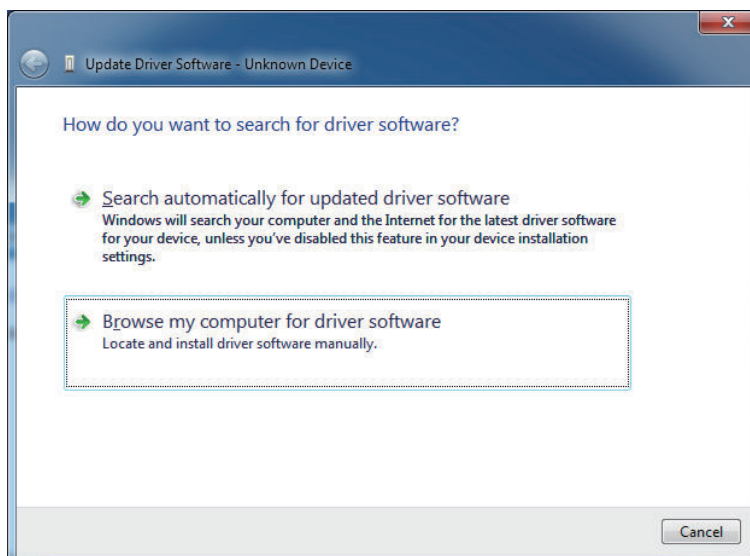 Update Driver Software - Unknown Device
How do you want to search for driver software?
Search automatically for updated driver software
Windows will search your computer and the Internet for the latest driver software
for your device, unless you've disabled this feature in your device installation
settings.
Browse my computer for driver software
Locate and install driver software manually.
Cancel